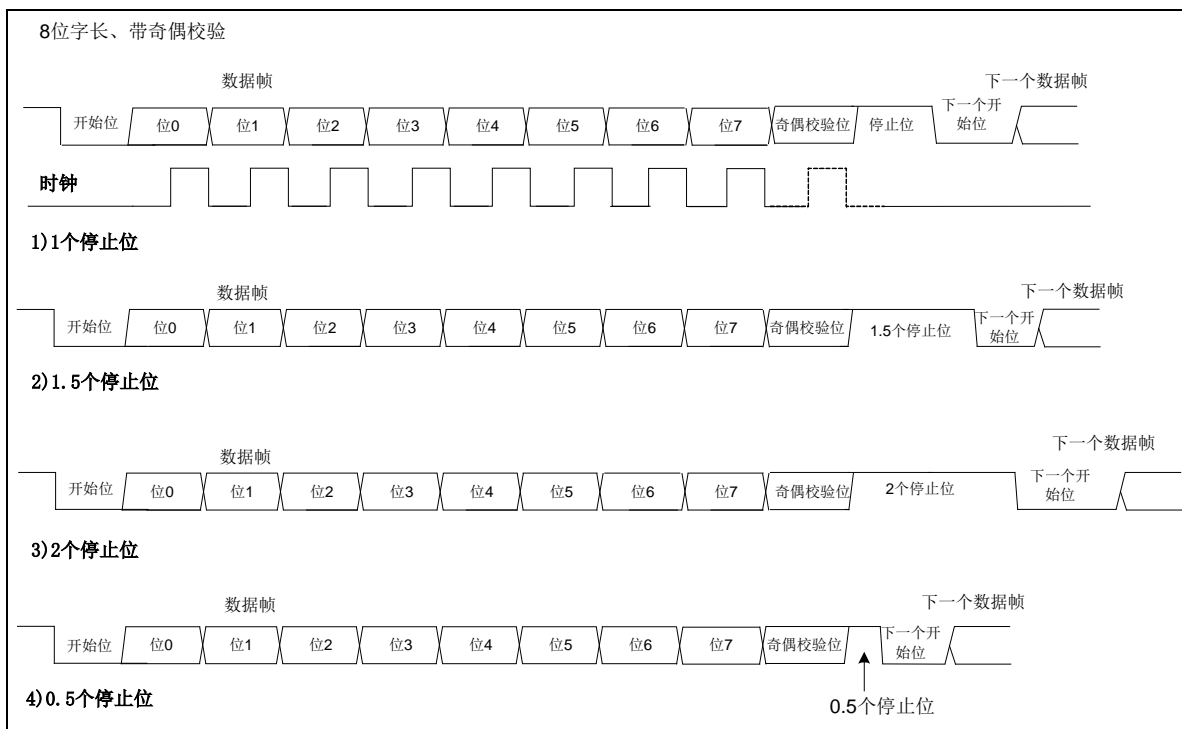 8位字长、带奇偶校验
数据帧
下一个数据帧
开始位 位0 位1 位2 位3 位4 位5 位6 位7 奇偶校验位 停止位 下一个开
始位
时钟
1)1个停止位
数据帧
下一个数据帧
开始位 位0 位1 位2 位3 位4 位5 位6 位7 奇偶校验位 1.5个停止位 下一个开
始位
2)1.5个停止位
下一个数据帧
数据帧
开始位 位0 位1 位2 位3 位4 位5 位6 位7 奇偶校验位 2个停止位 下一个开
始位
3)2个停止位
数据帧
下一个数据帧
开始位 位0 位1 位2 位3 位4 位5 位6 位7 奇偶校验位 下一个开
始位
4)0.5个停止位
0.5个停止位